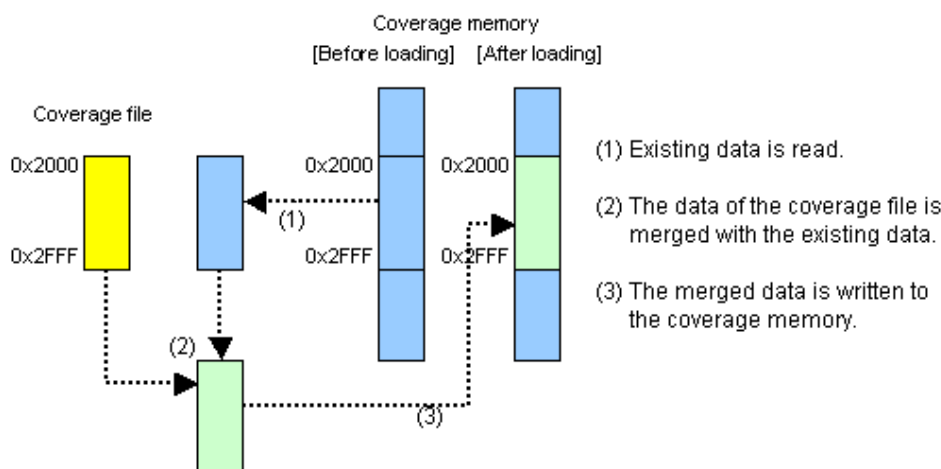 Coverage memory
[Before loading] [After loading]
Coverage file
0x2000
0x2FFF
0x2000
0x2FFF
0x2000
0x2FFF
(1)
(2)
(3)
(1) Existing data is read.
(2) The data of the coverage file is
merged with the existing data.
(3) The merged data is written to
the coverage memory.